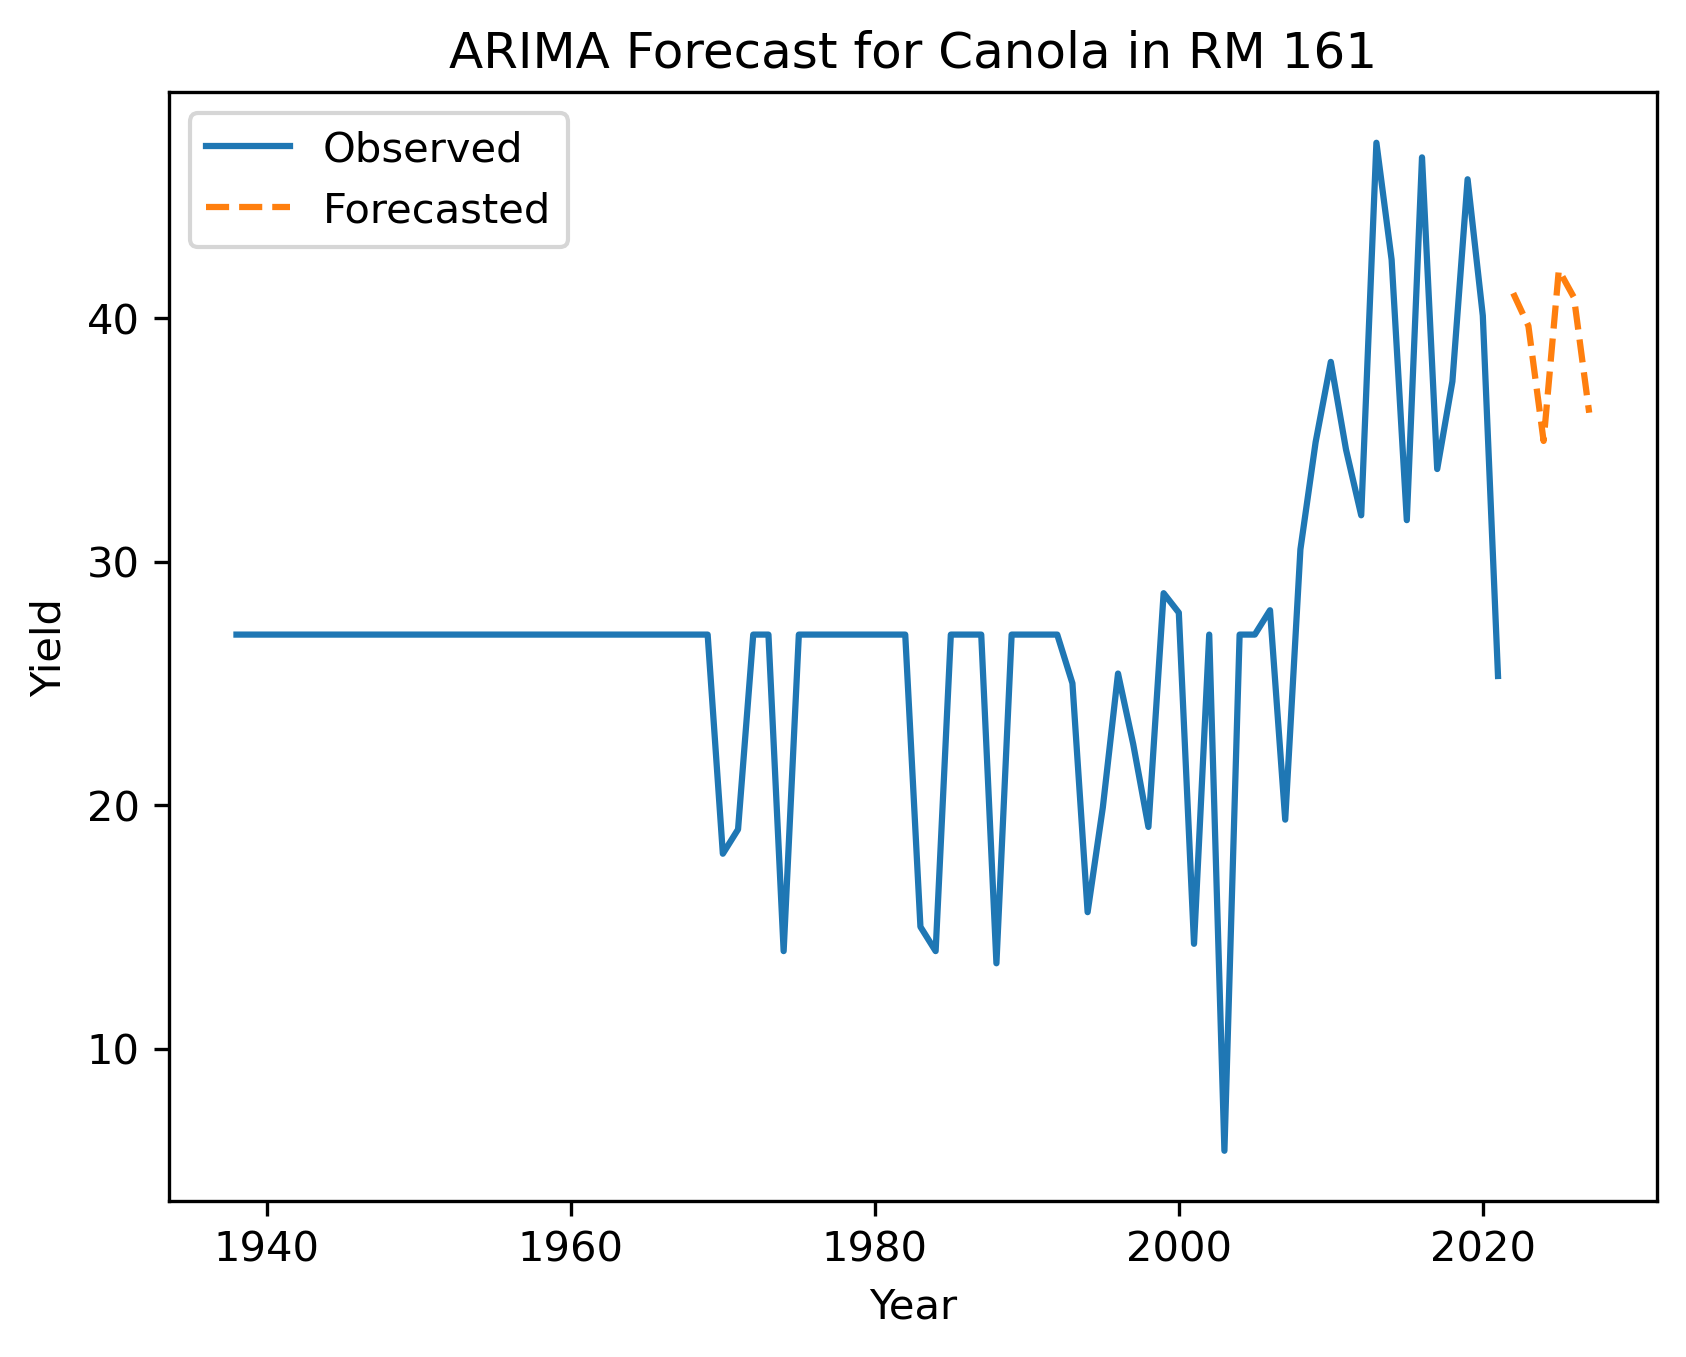 ARIMA Forecast for Canola in RM 161
Observed
Forecasted
40
30
20
10
Yield
1940 1960 1980 2000 2020
Year